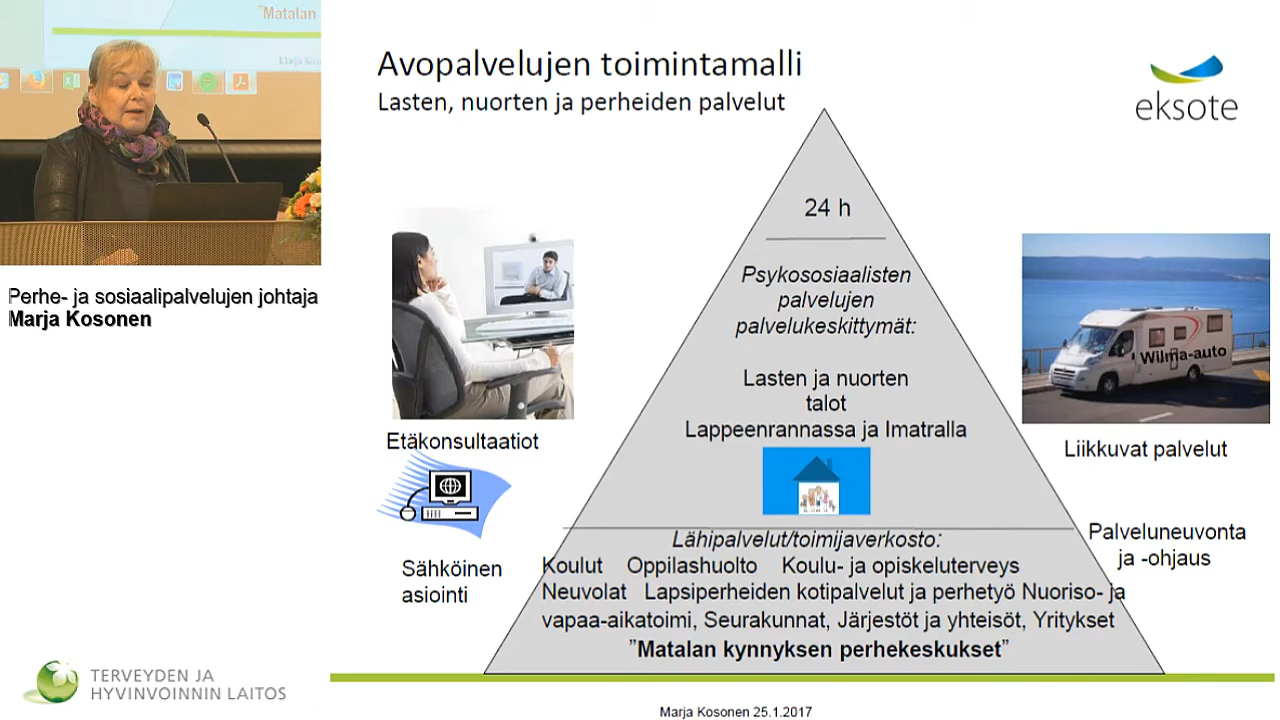 "Matalan
Perhe- ja sosiaalipalvelujen johtaja
Marja Kosonen
TERVEYDEN JA
HYVINVOINNIN LAITOS
Avopalvelujen toimintamalli
Lasten, nuorten ja perheiden palvelut
eksote
24 h
Psykososiaalisten
palvelujen
palvelukeskittymät:
Lasten ja nuorten
talot
Lappeenrannassa ja Imatralla
Etäkonsultaatiot
Sähköinen
asiointi
Wilma-auto
Liikkuvat palvelut
Palveluneuvonta
ja -ohjaus
Lähipalvelut/toimijaverkosto:
Koulut Oppilashuolto Koulu- ja opiskeluterveys
Neuvolat Lapsiperheiden kotipalvelut ja perhetyö Nuoriso- ja
vapaa-aikatoimi, Seurakunnat, Järjestöt ja yhteisöt, Yritykset
"Matalan kynnyksen perhekeskukset"
Marja Kosonen 25.1.2017